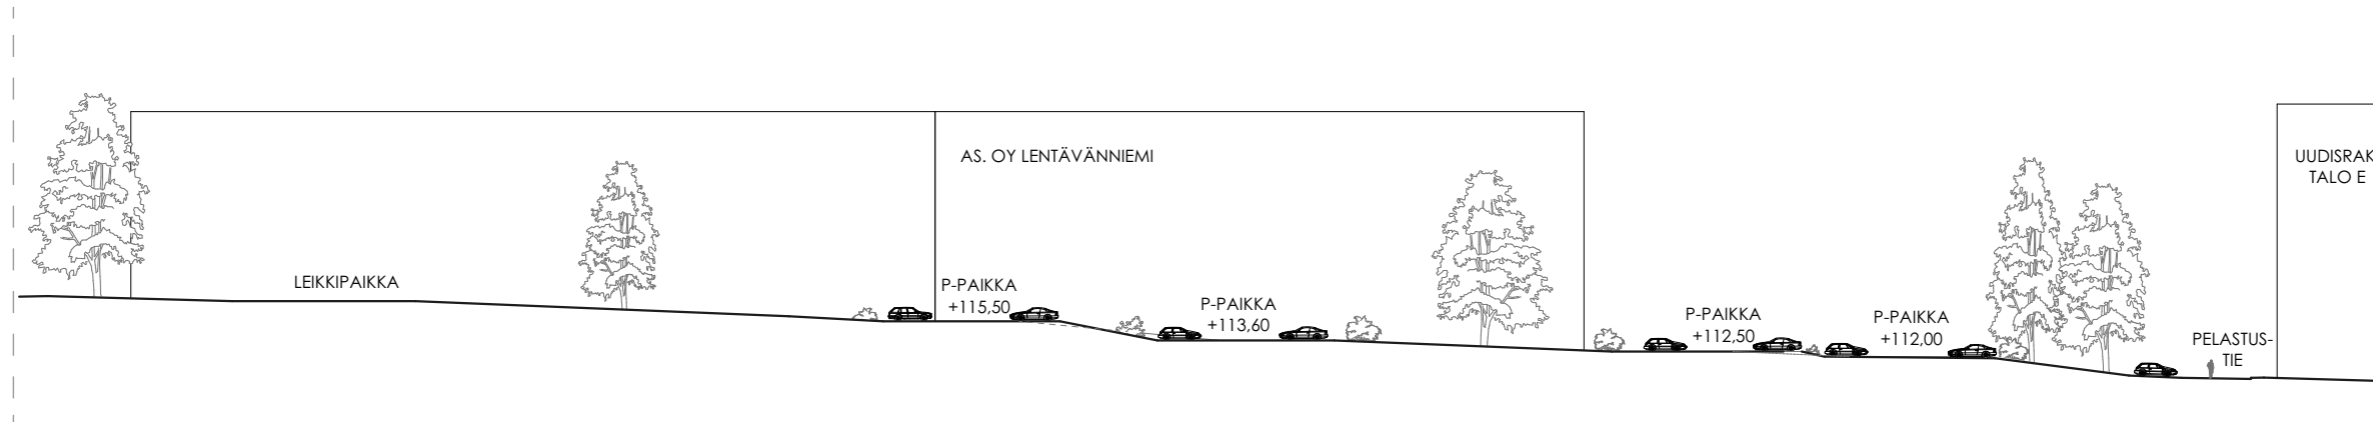 AS. OY LENTÄVÄNNIEMI
UUDISRAK
TALO E
LEIKKIPAIKKA
P-PAIKKA
+115,50
P-PAIKKA
+113,60
P-PAIKKA
+112,50
P-PAIKKA
+112,00
PELASTUS-
TIE